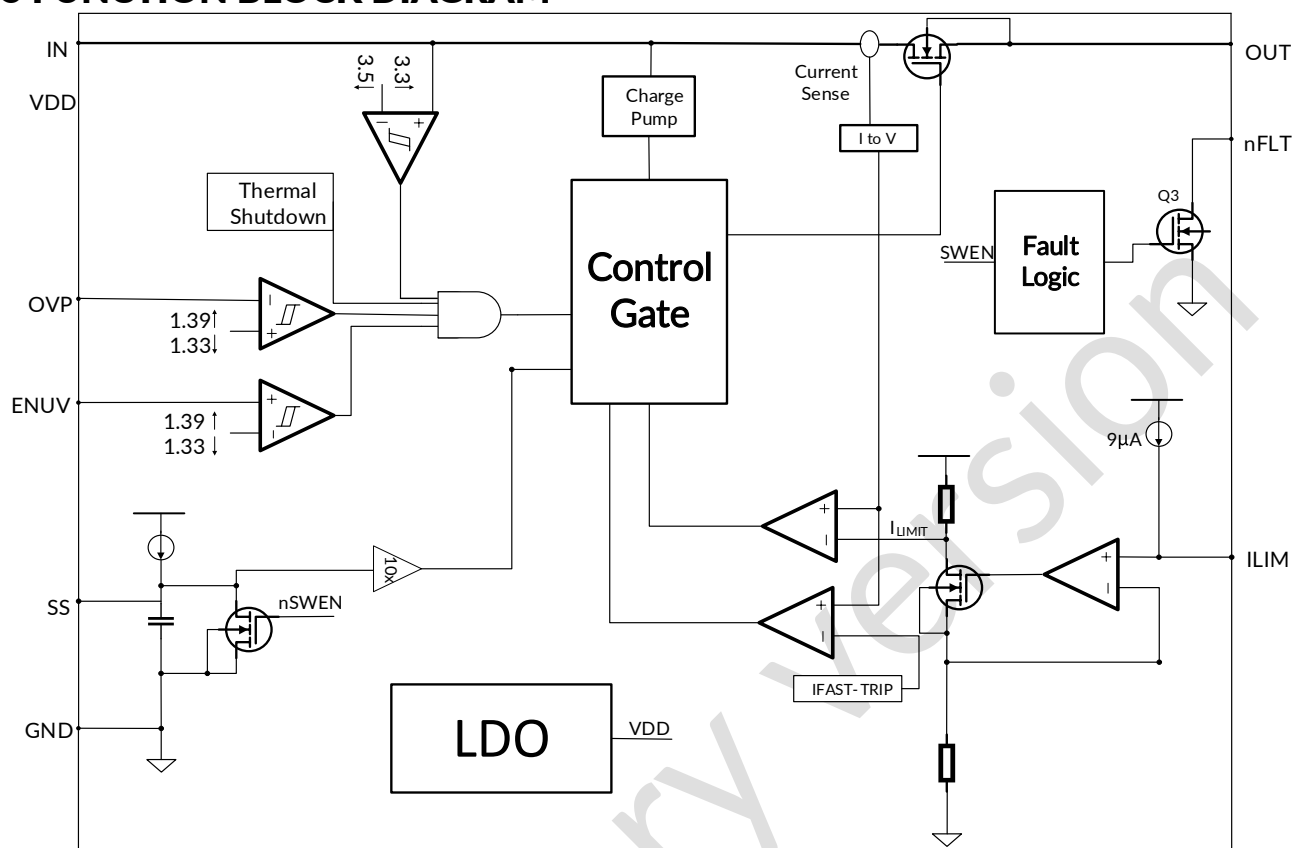 IN
OUT
VDD
nFLT
OVP
ENUV
SS
GND
ILIM
3.5↓
3.3↑
Current
Sense
Charge
Pump
I to V
Thermal
Shutdown
Q3
SWEN
Fault
Logic
Control
Gate
1.39↑
1.33↓
1.39↑
1.33↓
9µA
+
−
−
+
+
−
+
−
+
−
+
−
ILIMIT
10x
nSWEN
IFAST-TRIP
LDO
VDD
ry version